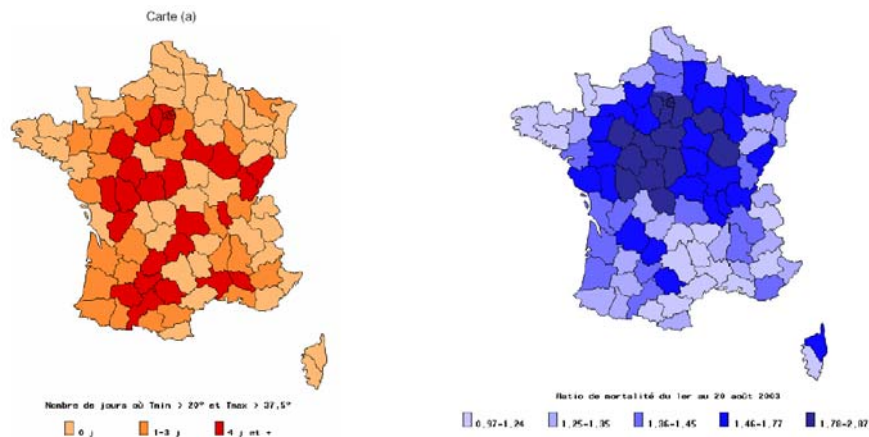 Carte (a)
Nombre de jours où Tmin > 20° et Tmax > 37,5°
0 j
1-3 j
4 j et +
Ratio de mortalité du 1er au 20 août 2003
0,97-1,24
1,25-1,35
1,36-1,45
1,46-1,77
1,78-2,87